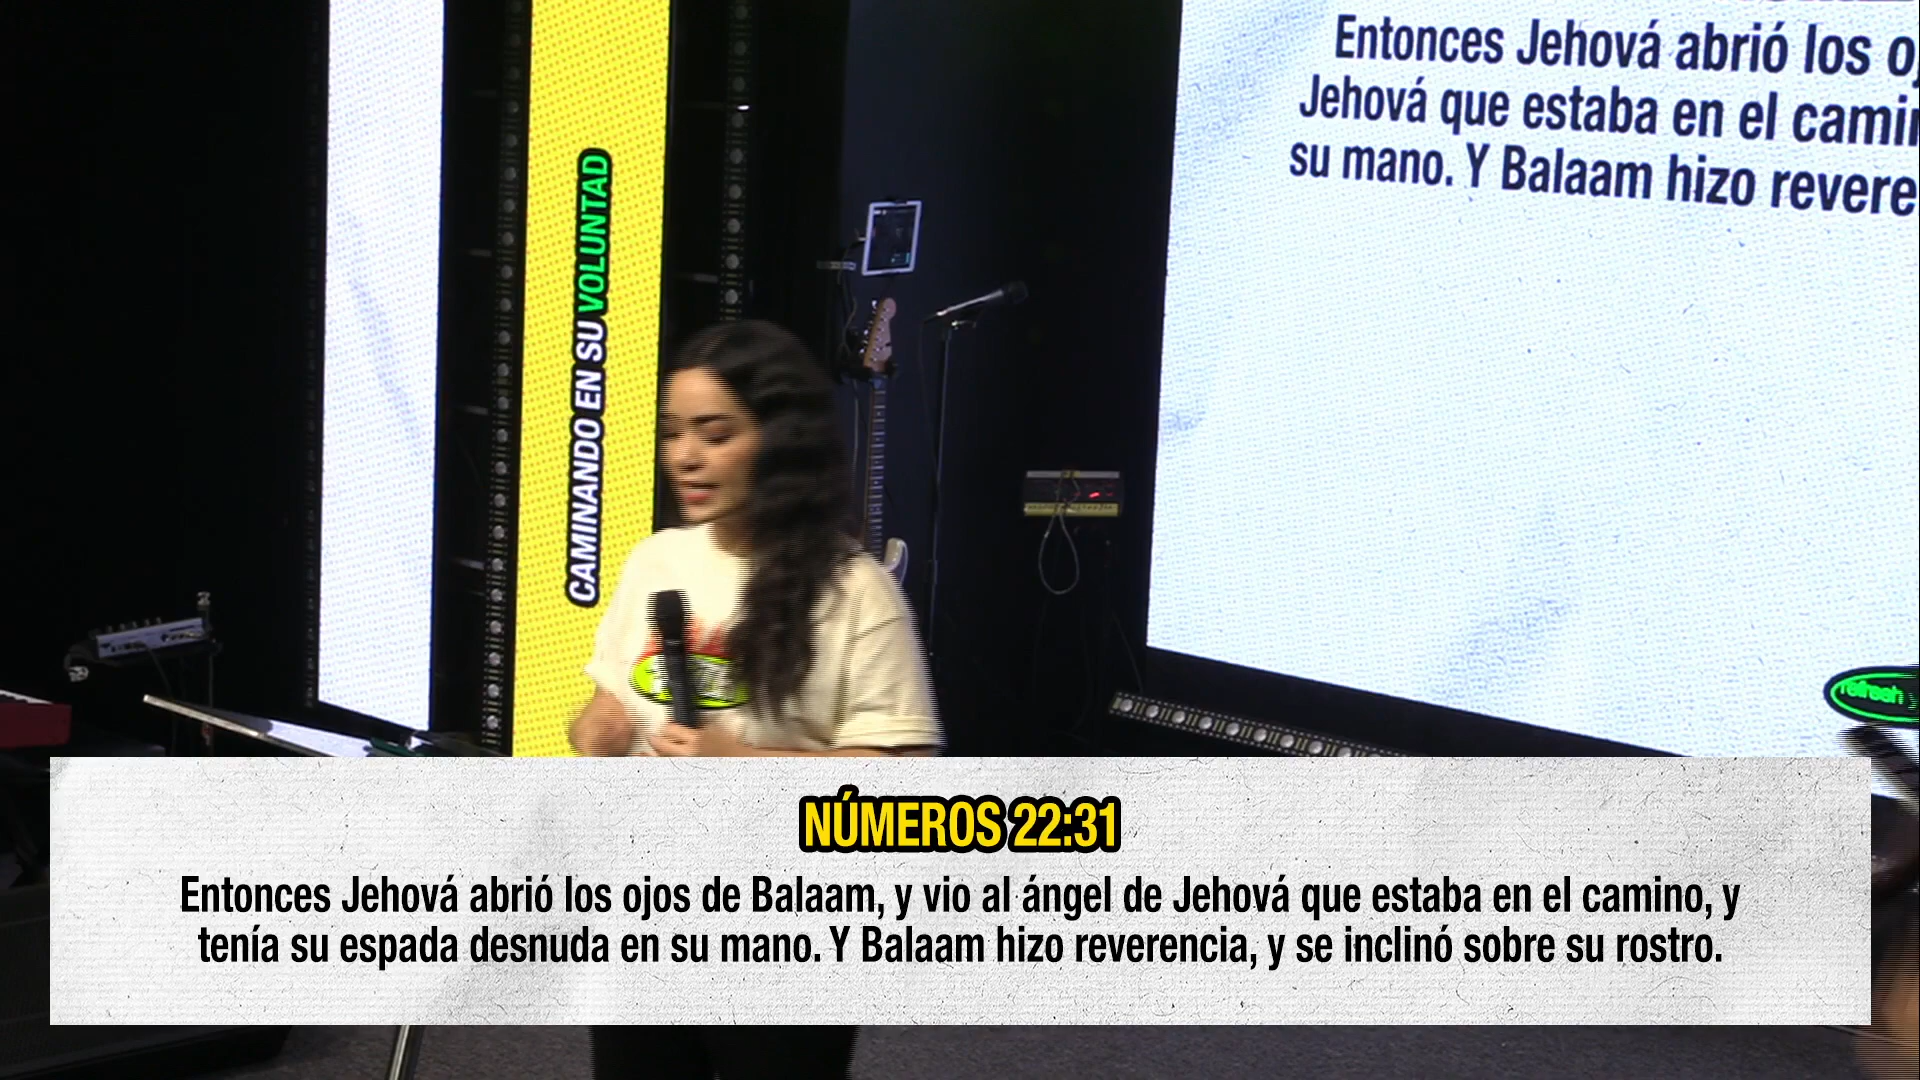 Entonces Jehová abrió los
Jehová que estaba en el
su mano. Y Balaam hizo
CAMINANDO EN SU VOLUNTAD
refresh
NÚMEROS 22:31
Entonces Jehová abrió los ojos de Balaam, y vio al ángel de Jehová que estaba en el camino, y
tenía su espada desnuda en su mano. Y Balaam hizo reverencia, y se inclinó sobre su rostro.